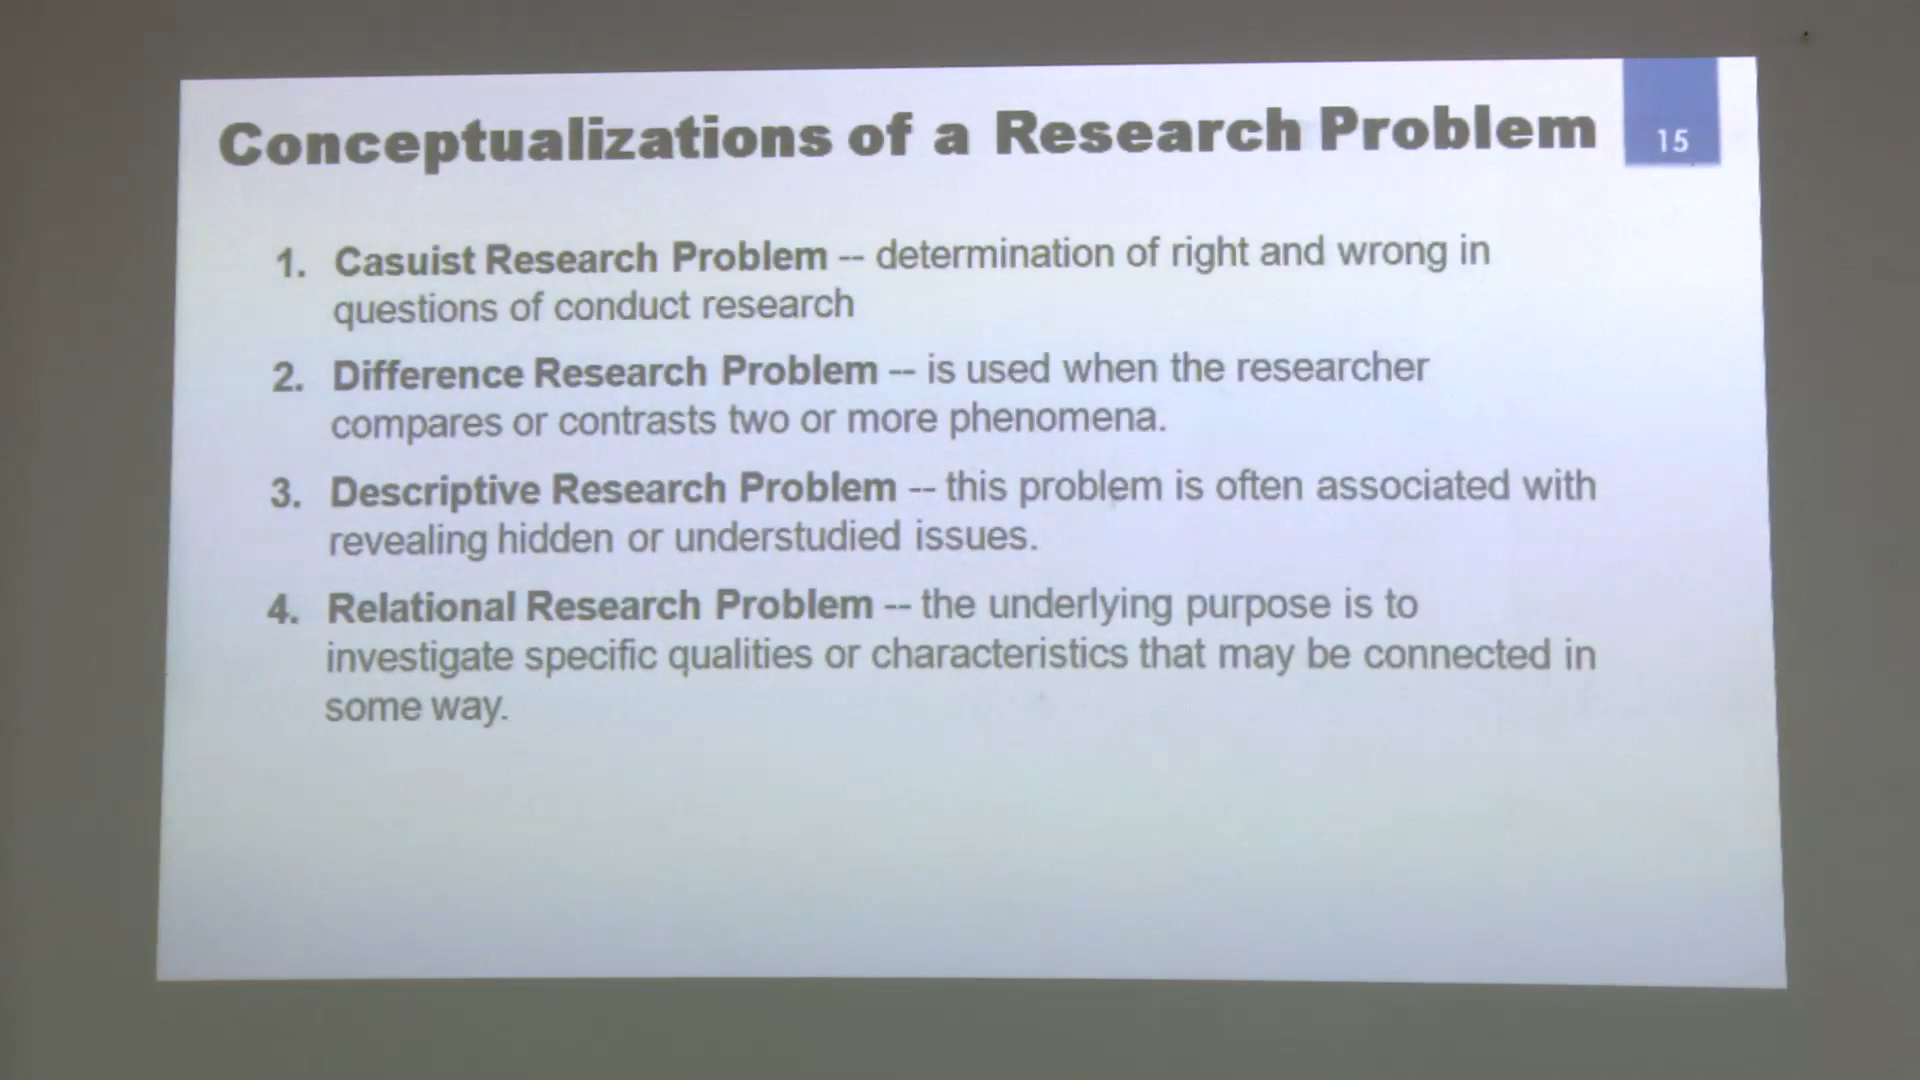 Conceptualizations of a Research Problem
15
1. Casuist Research Problem -- determination of right and wrong in
questions of conduct research
2. Difference Research Problem -- is used when the researcher
compares or contrasts two or more phenomena.
3. Descriptive Research Problem -- this problem is often associated with
revealing hidden or understudied issues.
4. Relational Research Problem -- the underlying purpose is to
investigate specific qualities or characteristics that may be connected in
some way.